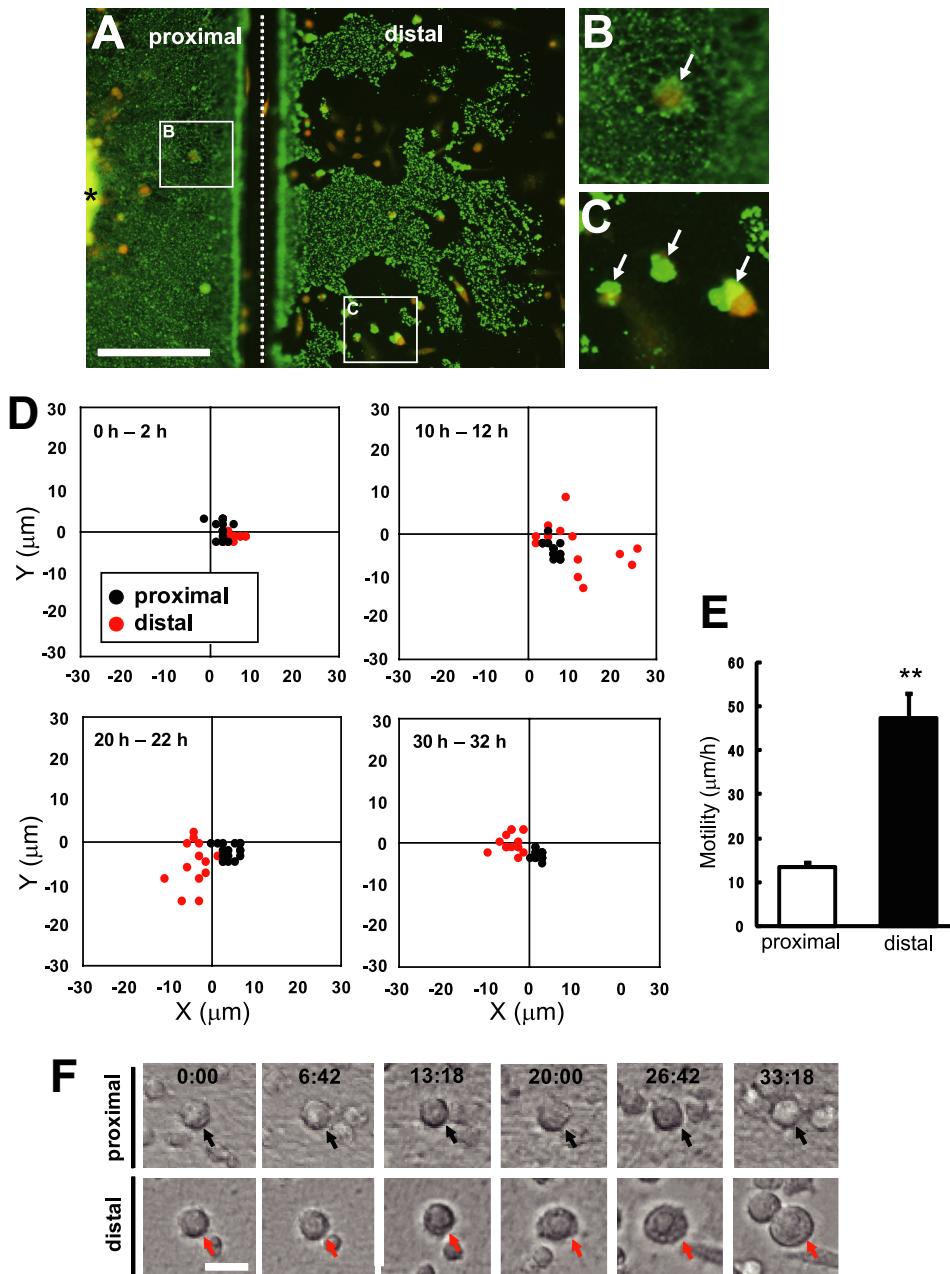 A
proximal
distal
B
*
C
B
C
D
30
20
10
0
-10
-20
-30
Y (μm)
0 h – 2 h
proximal
distal
-30
-20
-10
0
10
20
30
30
20
10
0
-10
-20
-30
10 h – 12 h
-30
-20
-10
0
10
20
30
30
20
10
0
-10
-20
-30
Y (μm)
20 h – 22 h
-30
-20
-10
0
10
20
30
X (μm)
30
20
10
0
-10
-20
-30
30 h – 32 h
-30
-20
-10
0
10
20
0
30
X (μm)
E
60
50
40
30
20
10
0
Motility (μm/h)
**
proximal
distal
F
proximal
0:00
6:42
13:18
20:00
26:42
33:18
distal